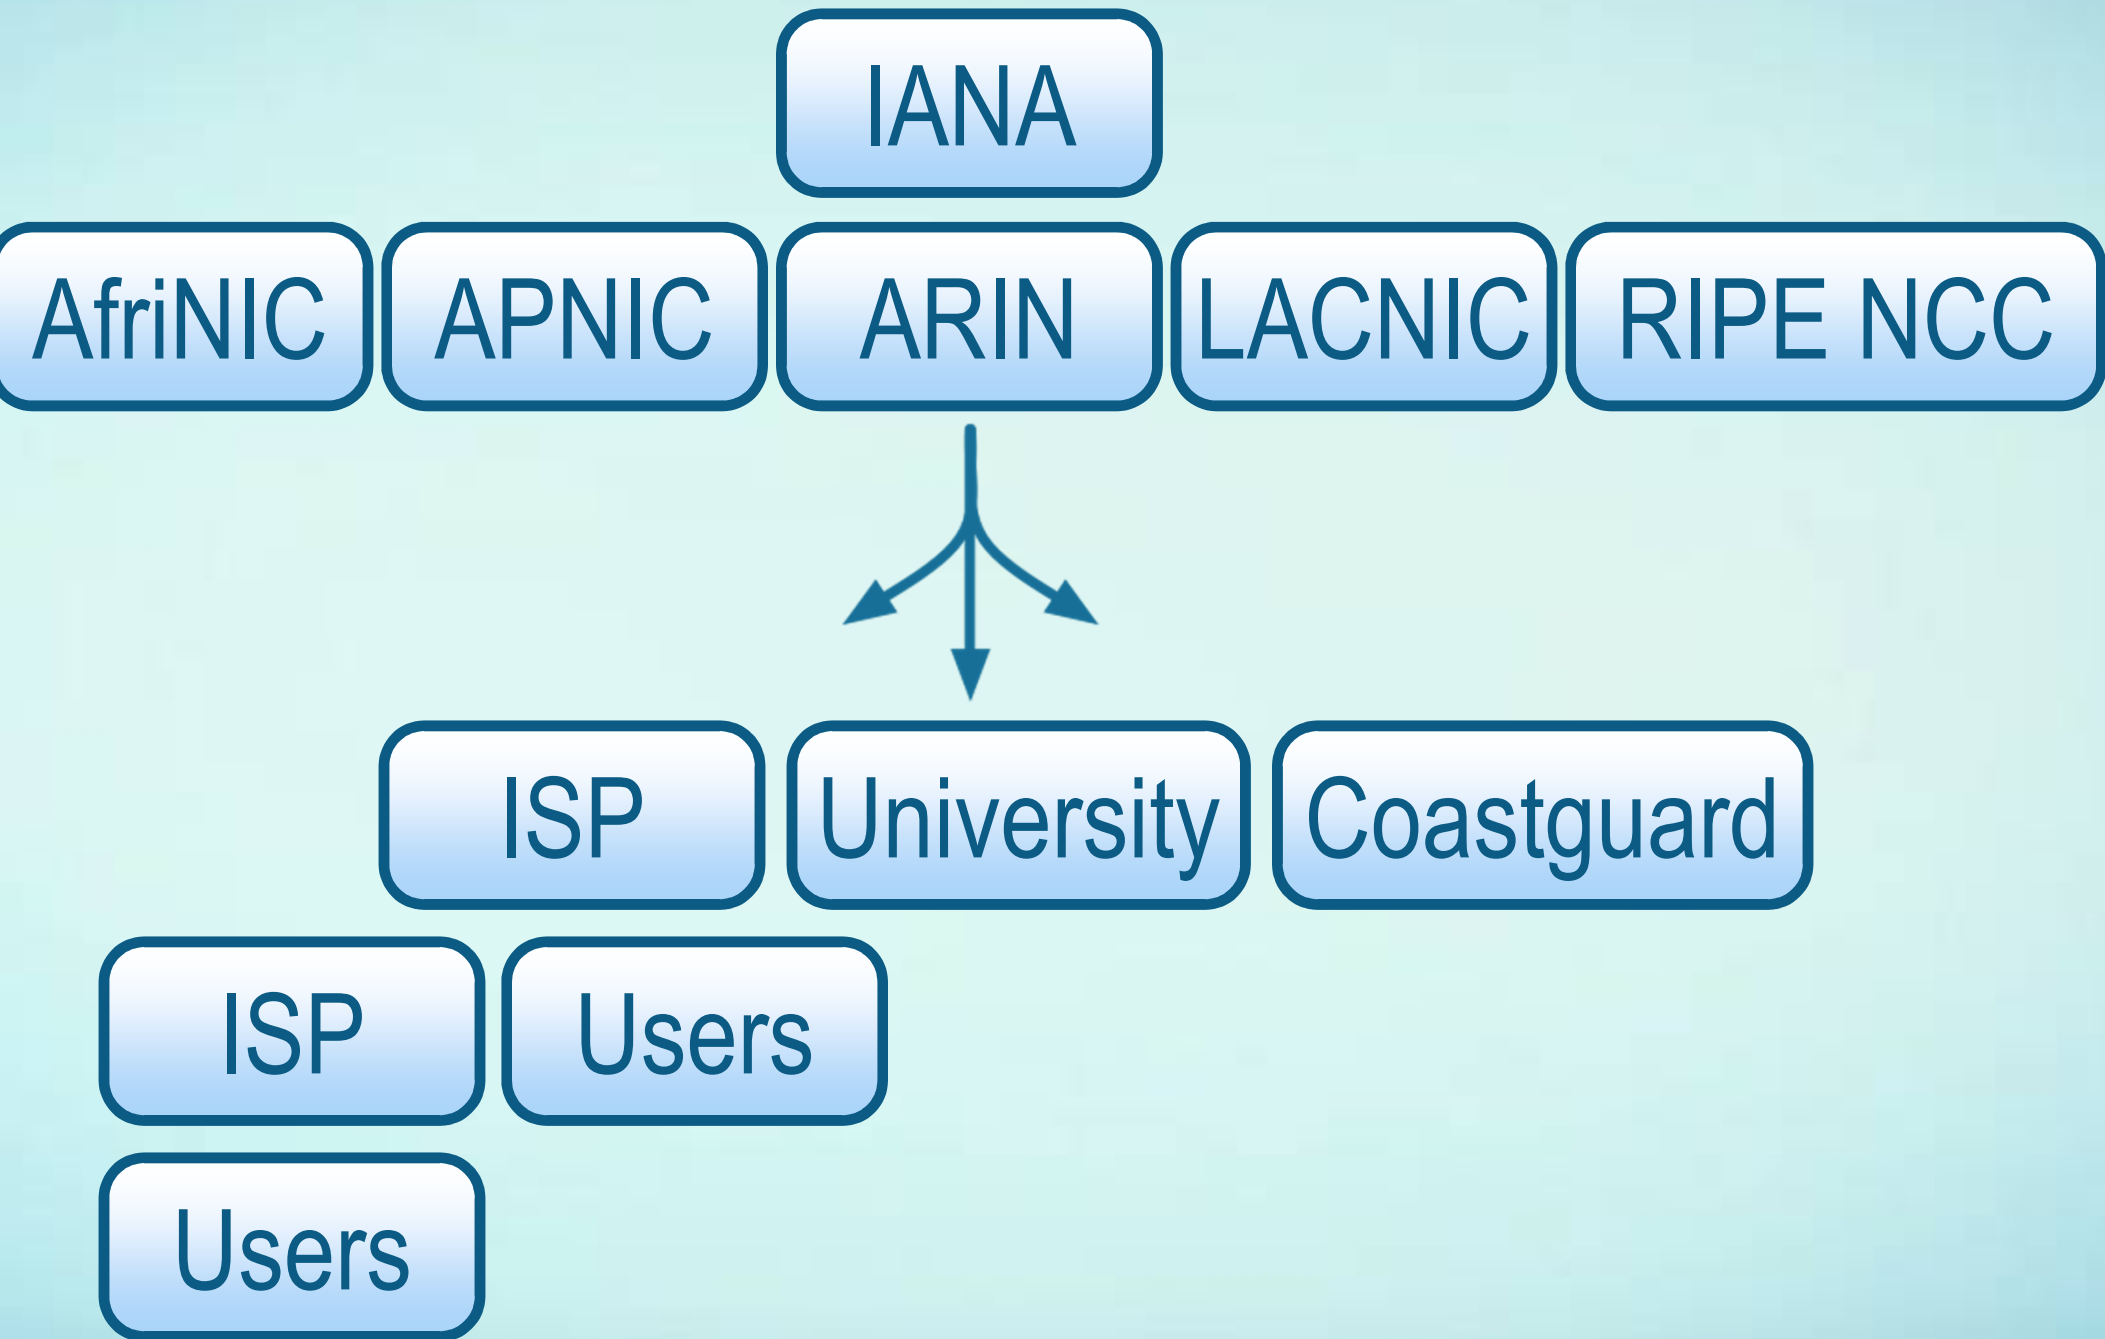 IANA
AfriNIC APNIC ARIN LACNIC RIPE NCC
ISP University Coastguard
ISP Users
Users